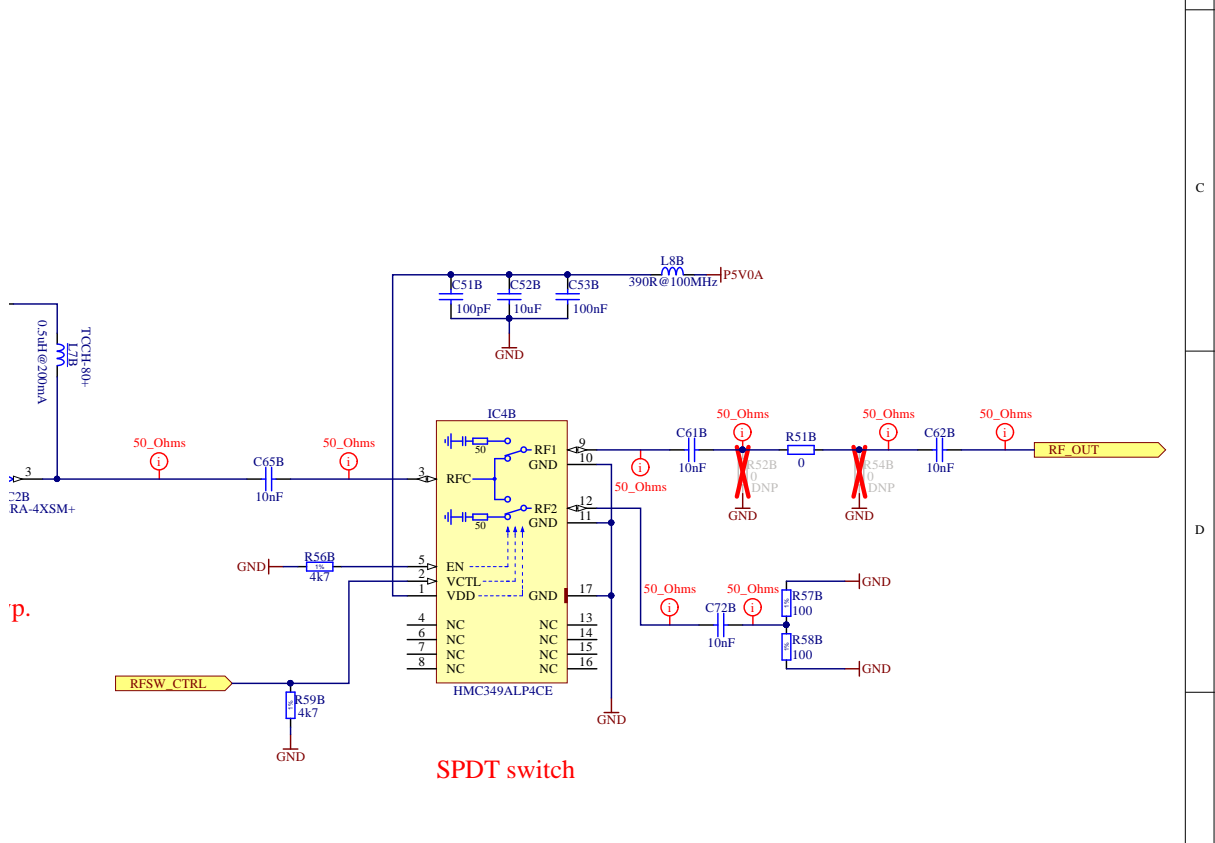 C
L8B
390R@100MHz
P5V0A
C51B
C52B
C53B
100pF
10uF
100nF
GND
TCCH-80+
L7B
0.5uH@200mA
IC4B
50_Ohms
50_Ohms
50_Ohms
50_Ohms
50_Ohms
C65B
10nF
3
3
RFC
50
50
RF1
GND
RF2
GND
9
10
12
11
50_Ohms
C61B
10nF
R52B
0
DNP
GND
R51B
0
R54B
0
DNP
GND
C62B
10nF
RF_OUT
C2B
RA-4XSM+
D
GND
R56B
1%
4k7
5
2
1
EN
VCTL
VDD
GND
17
4
6
7
8
NC
NC
NC
NC
NC
NC
NC
NC
13
14
15
16
50_Ohms
50_Ohms
C72B
10nF
GND
R57B
1%
100
R58B
1%
100
GND
p.
RFSW_CTRL
R59B
1%
4k7
GND
HMC349ALP4CE
GND
SPDT switch